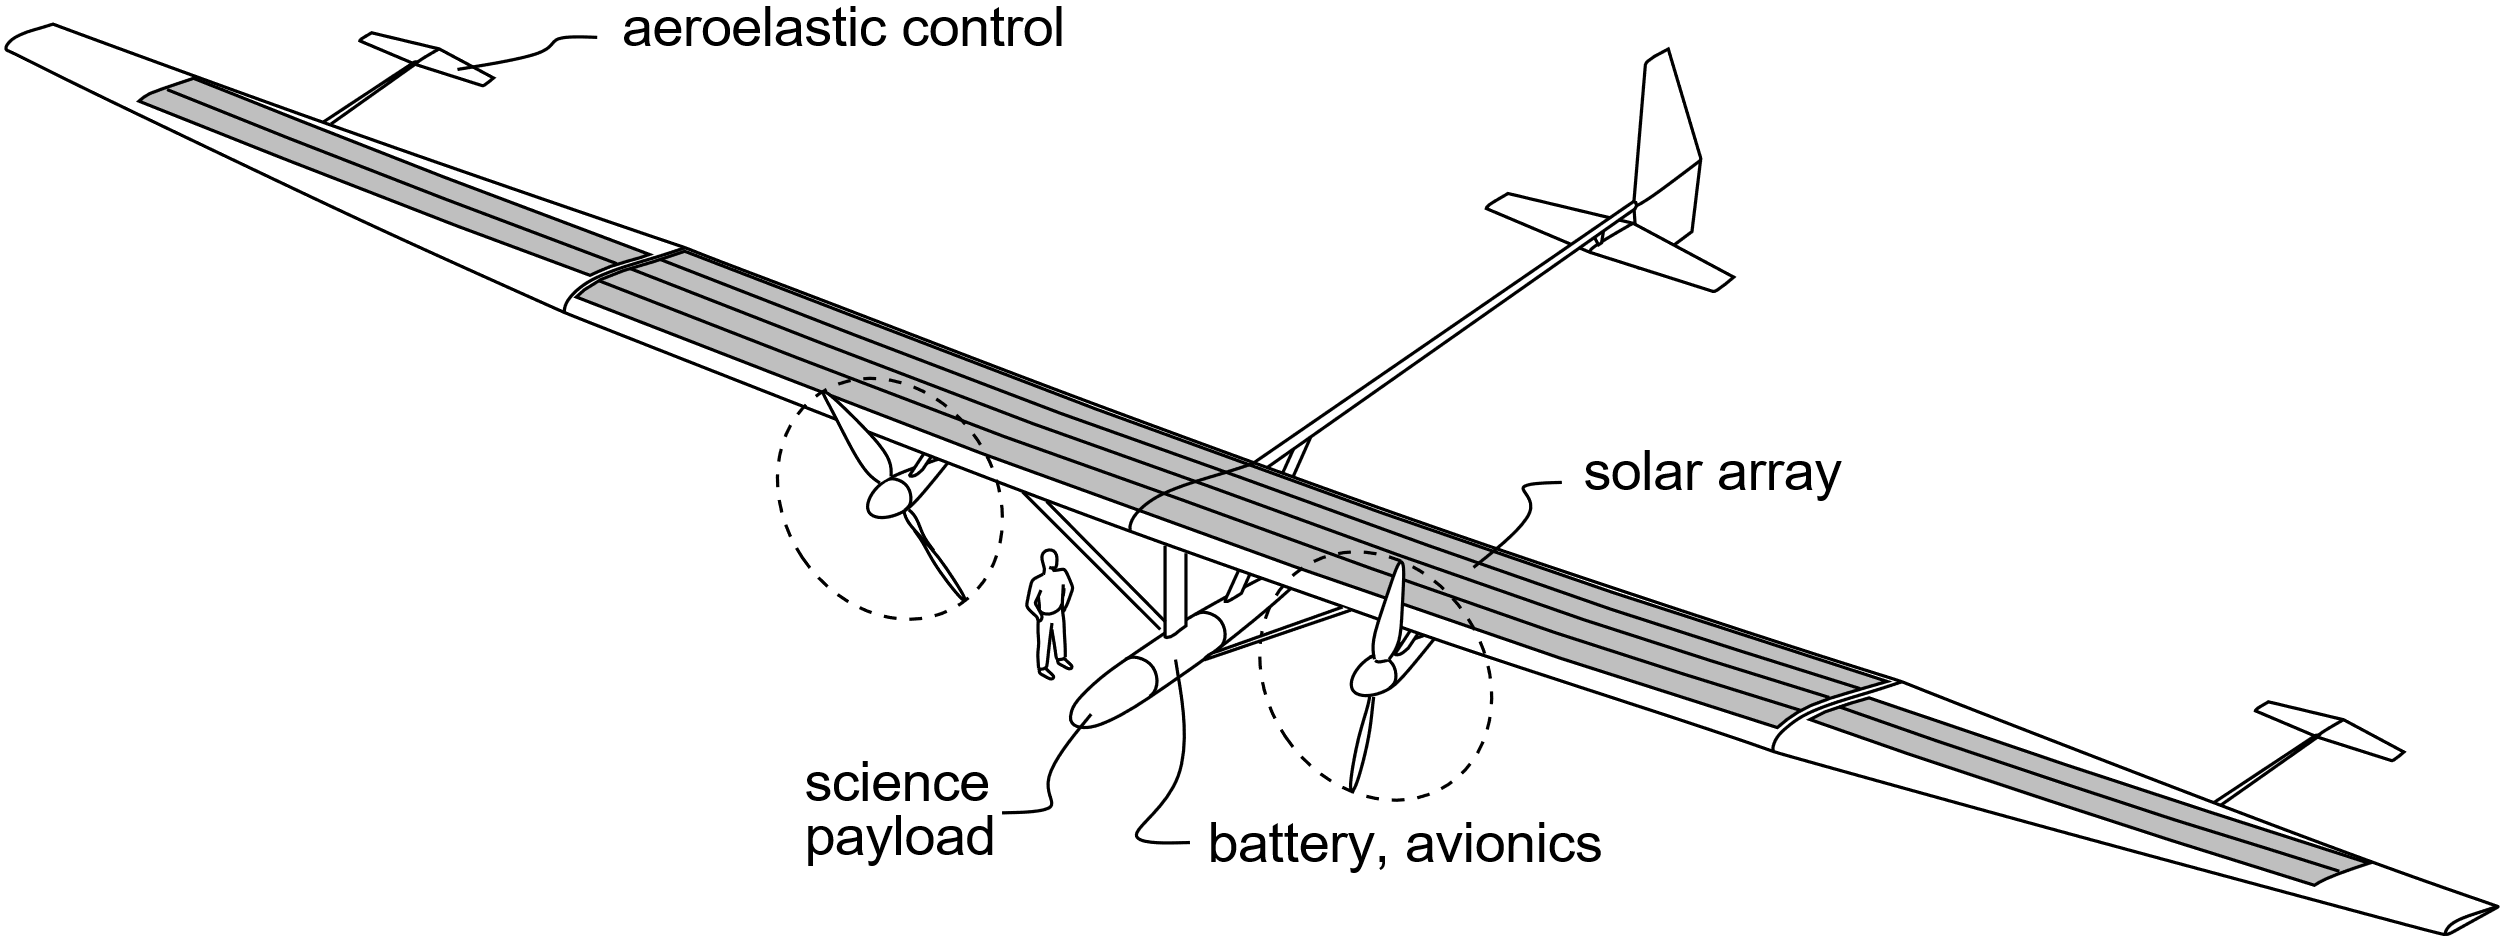 aeroelastic control
solar array
science
payload
battery, avionics